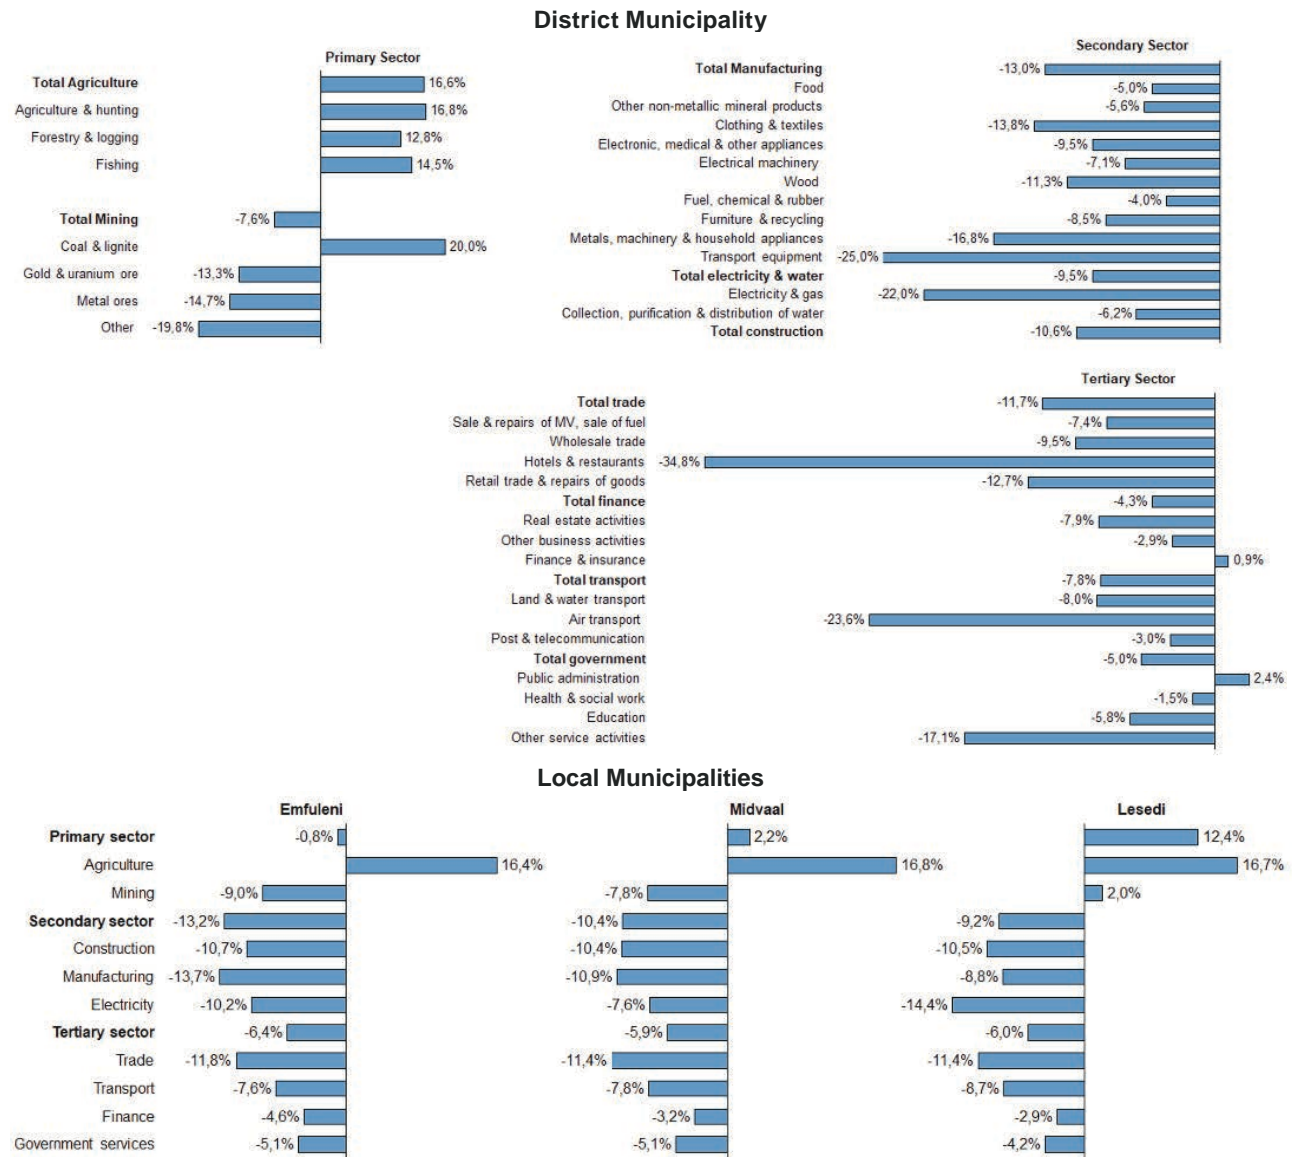 District Municipality
Primary Sector
Total Agriculture 16,6%
Agriculture & hunting 16,8%
Forestry & logging 12,8%
Fishing 14,5%
Total Mining -7,6%
Coal & lignite 20,0%
Gold & uranium ore -13,3%
Metal ores -14,7%
Other -19,8%
Secondary Sector
Total Manufacturing -13,0%
Food -5,0%
Other non-metallic mineral products -5,6%
Clothing & textiles -13,8%
Electronic, medical & other appliances -9,5%
Electrical machinery -7,1%
Wood -11,3%
Fuel, chemical & rubber -4,0%
Furniture & recycling -8,5%
Metals, machinery & household appliances -16,8%
Transport equipment -25,0%
Total electricity & water -9,5%
Electricity & gas -22,0%
Collection, purification & distribution of water -6,2%
Total construction -10,6%
Tertiary Sector
Total trade -11,7%
Sale & repairs of MV, sale of fuel -7,4%
Wholesale trade -9,5%
Hotels & restaurants -34,8%
Retail trade & repairs of goods -12,7%
Total finance -4,3%
Real estate activities -7,9%
Other business activities -2,9%
Finance & insurance 0,9%
Total transport -7,8%
Land & water transport -8,0%
Air transport -23,6%
Post & telecommunication -3,0%
Total government -5,0%
Public administration 2,4%
Health & social work -1,5%
Education -5,8%
Other service activities -17,1%
Local Municipalities
Emfuleni Midvaal Lesedi
Primary sector -0,8% 2,2% 12,4%
Agriculture 16,4% 16,8% 16,7%
Mining -9,0% -7,8% 2,0%
Secondary sector -13,2% -10,4% -9,2%
Construction -10,7% -10,4% -10,5%
Manufacturing -13,7% -10,9% -8,8%
Electricity -10,2% -7,6% -14,4%
Tertiary sector -6,4% -5,9% -6,0%
Trade -11,8% -11,4% -11,4%
Transport -7,6% -7,8% -8,7%
Finance -4,6% -3,2% -2,9%
Government services -5,1% -5,1% -4,2%